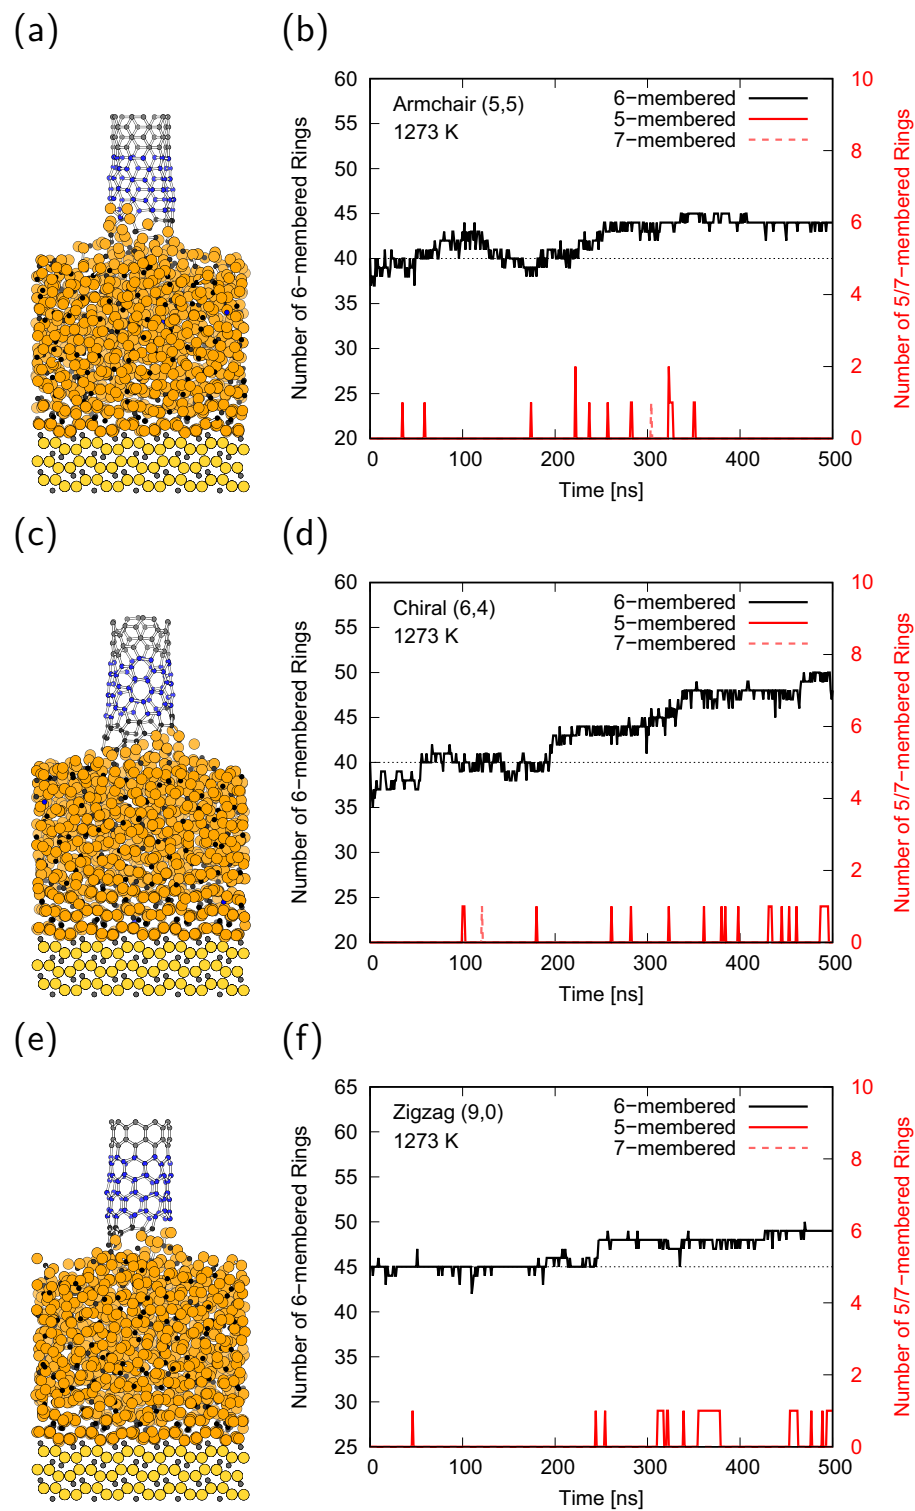 (a)
(b)
Number of 6−membered Rings
60
55
50
45
40
35
30
25
20
Armchair (5,5)
1273 K
6−membered
5−membered
7−membered
10
8
6
4
2
0
Number of 5/7−membered Rings
0 100 200 300 400 500
Time [ns]
(c)
(d)
Number of 6−membered Rings
60
55
50
45
40
35
30
25
20
Chiral (6,4)
1273 K
6−membered
5−membered
7−membered
10
8
6
4
2
0
Number of 5/7−membered Rings
0 100 200 300 400 500
Time [ns]
(e)
(f)
Number of 6−membered Rings
65
60
55
50
45
40
35
30
25
Zigzag (9,0)
1273 K
6−membered
5−membered
7−membered
10
8
6
4
2
0
Number of 5/7−membered Rings
0 100 200 300 400 500
Time [ns]